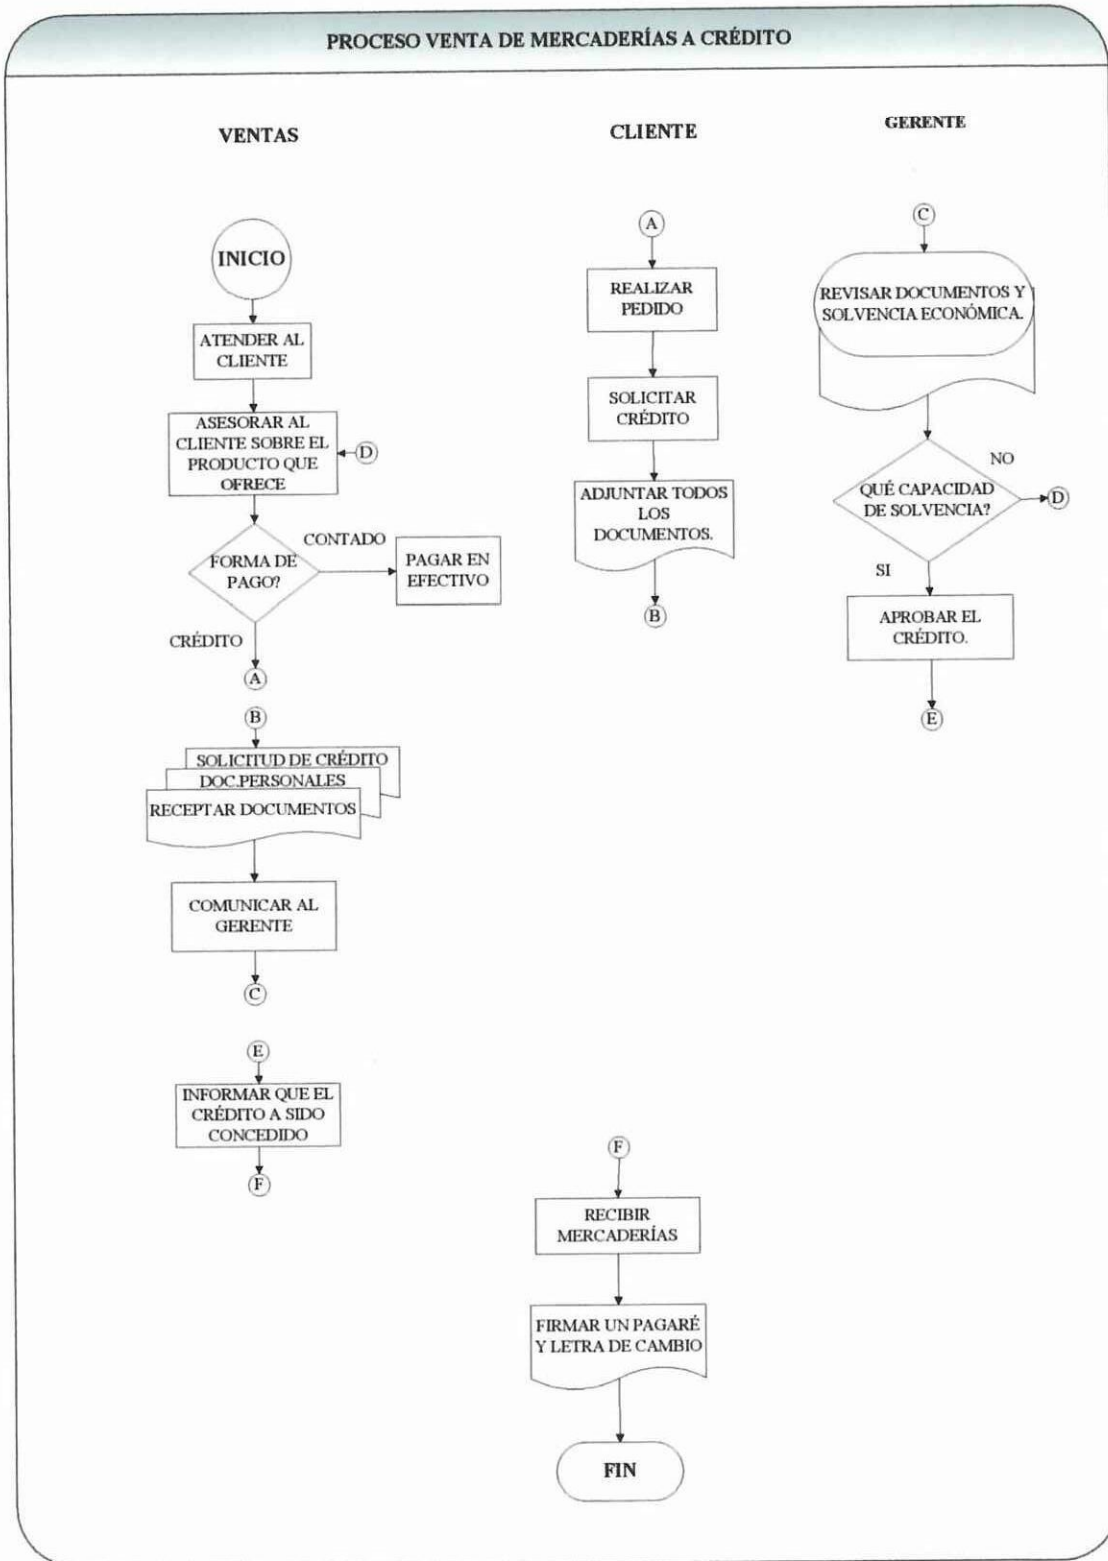 PROCESO VENTA DE MERCADERÍAS A CRÉDITO
VENTAS
INICIO
ATENDER AL
CLIENTE
ASESORAR AL
CLIENTE SOBRE EL
PRODUCTO QUE
OFRECE
D
FORMA DE
PAGO?
CONTADO
PAGAR EN
EFECTIVO
CRÉDITO
A
B
SOLICITUD DE CRÉDITO
DOC.PERSONALES
RECEPTAR DOCUMENTOS
COMUNICAR AL
GERENTE
C
E
INFORMAR QUE EL
CRÉDITO A SIDO
CONCEDIDO
F
CLIENTE
A
REALIZAR
PEDIDO
SOLICITAR
CRÉDITO
ADJUNTAR TODOS
LOS
DOCUMENTOS.
B
F
RECIBIR
MERCADERÍAS
FIRMAR UN PAGARÉ
Y LETRA DE CAMBIO
FIN
GERENTE
C
REVISAR DOCUMENTOS Y
SOLVENCIA ECONÓMICA.
QUÉ CAPACIDAD
DE SOLVENCIA?
NO
D
SI
APROBAR EL
CRÉDITO.
E